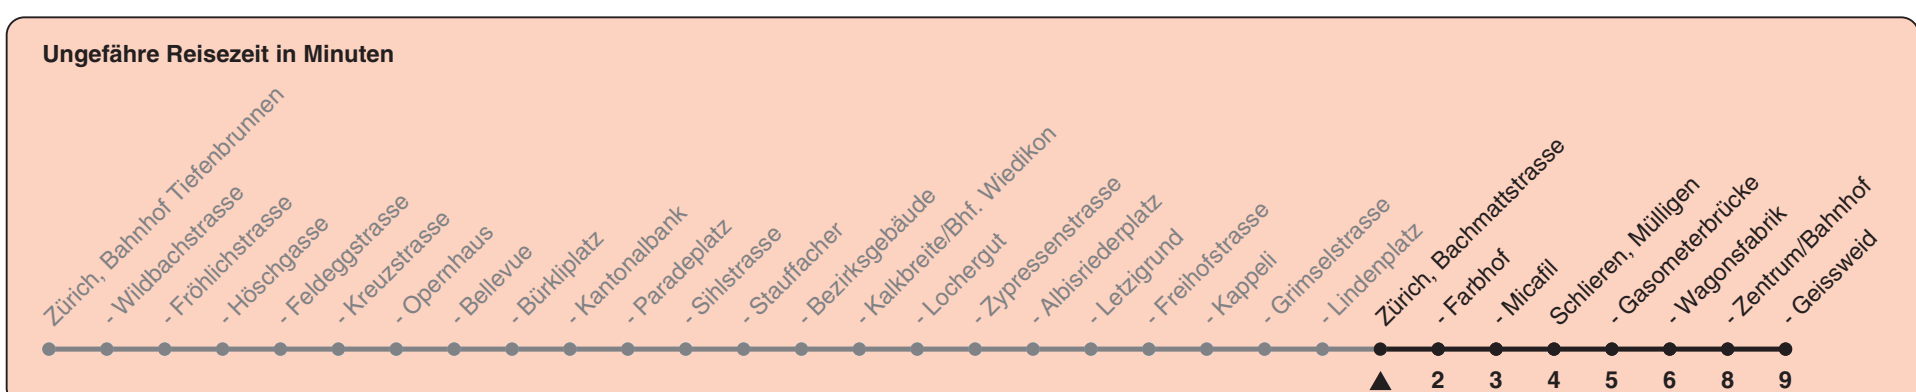 Ungefähre Reisezeit in Minuten
Zürich, Bahnhof Tiefenbrunnen
- Wildbachstrasse
- Fröhlichstrasse
- Höschgasse
- Feldeggstrasse
- Kreuzstrasse
- Opernhaus
- Bellevue
- Bürkliplatz
- Kantonalbank
- Paradeplatz
- Sihlstrasse
- Stauffacher
- Bezirksgebäude
- Kalkbreite/Bhf. Wiedikon
- Lochergut
- Zypressenstrasse
- Albisriederplatz
- Letzigrund
- Freihofstrasse
- Kappeli
- Grimselstrasse
- Lindenplatz
Zürich, Bachmattstrasse
- Farbhof
- Micafil
Schlieren, Mülligen
- Gasometerbrücke
- Wagonsfabrik
- Zentrum/Bahnhof
- Geissweid
2 3 4 5 6 8 9